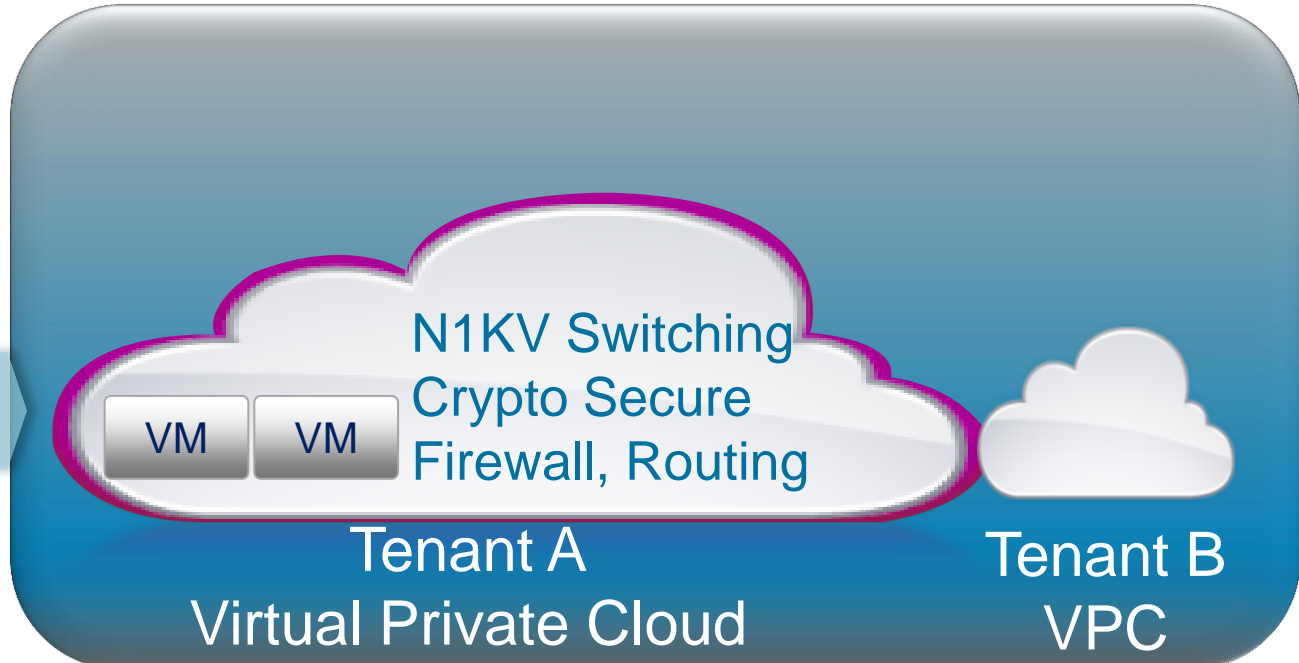 N1KV Switching
Crypto Secure
Firewall, Routing
VM VM
Tenant A
Virtual Private Cloud
Tenant B
VPC